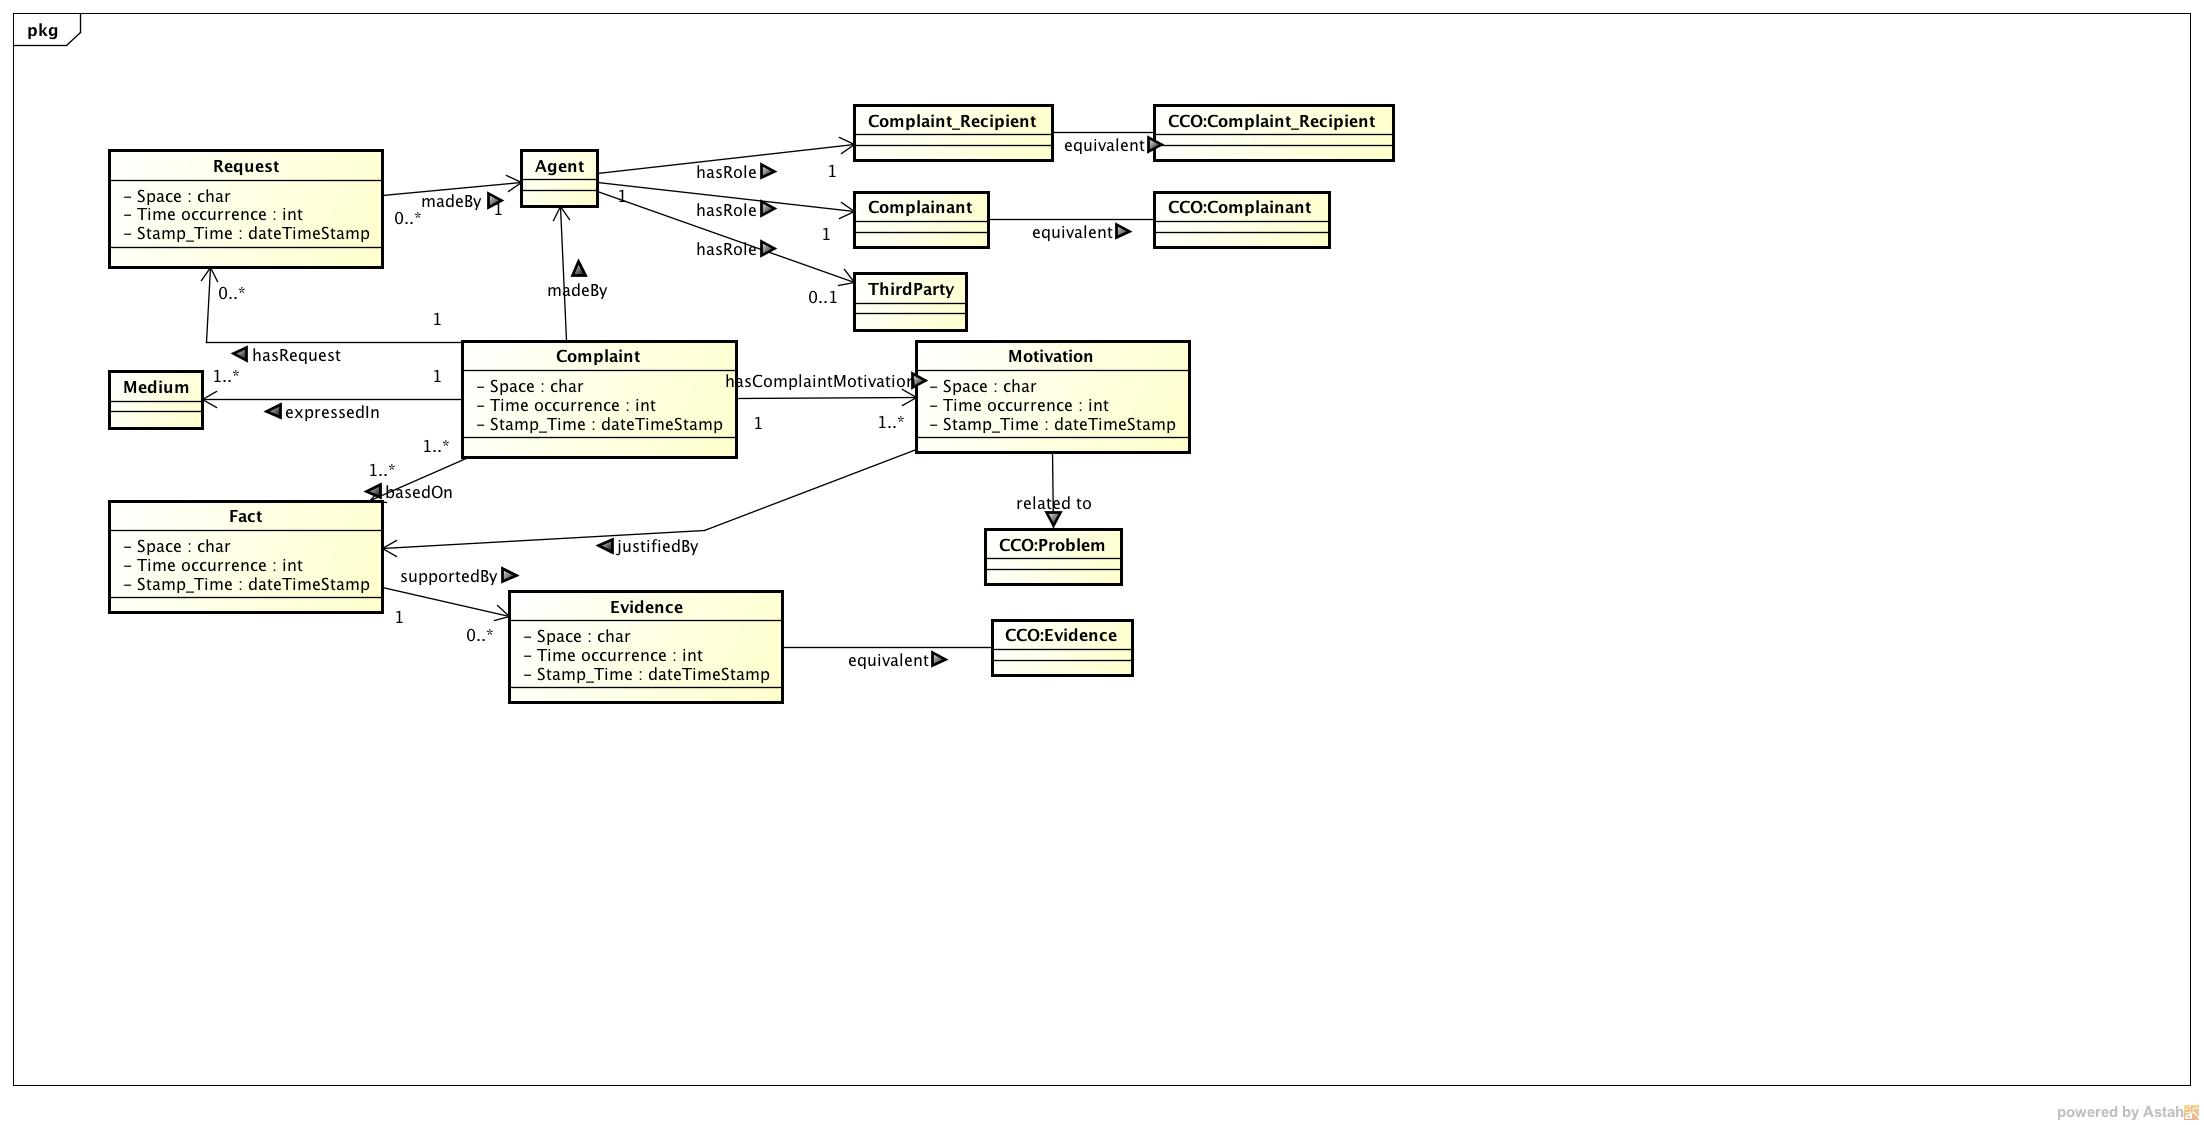 pkg
Complaint_Recipient
CCO:Complaint_Recipient
equivalent
Request
- Space : char
- Time occurrence : int
- Stamp_Time : dateTimeStamp
Agent
hasRole
1
madeBy
0..*
1
1
hasRole
Complainant
CCO:Complainant
1
equivalent
hasRole
ThirdParty
0..1
madeBy
0..*
1
hasRequest
Complaint
- Space : char
- Time occurrence : int
- Stamp_Time : dateTimeStamp
Motivation
- Space : char
- Time occurrence : int
- Stamp_Time : dateTimeStamp
Medium
1..*
1
expressedIn
hasComplaintMotivation
1
1..*
1..*
1..*
basedOn
related to
Fact
- Space : char
- Time occurrence : int
- Stamp_Time : dateTimeStamp
justifiedBy
CCO:Problem
supportedBy
1
0..*
Evidence
- Space : char
- Time occurrence : int
- Stamp_Time : dateTimeStamp
equivalent
CCO:Evidence
powered by Astah